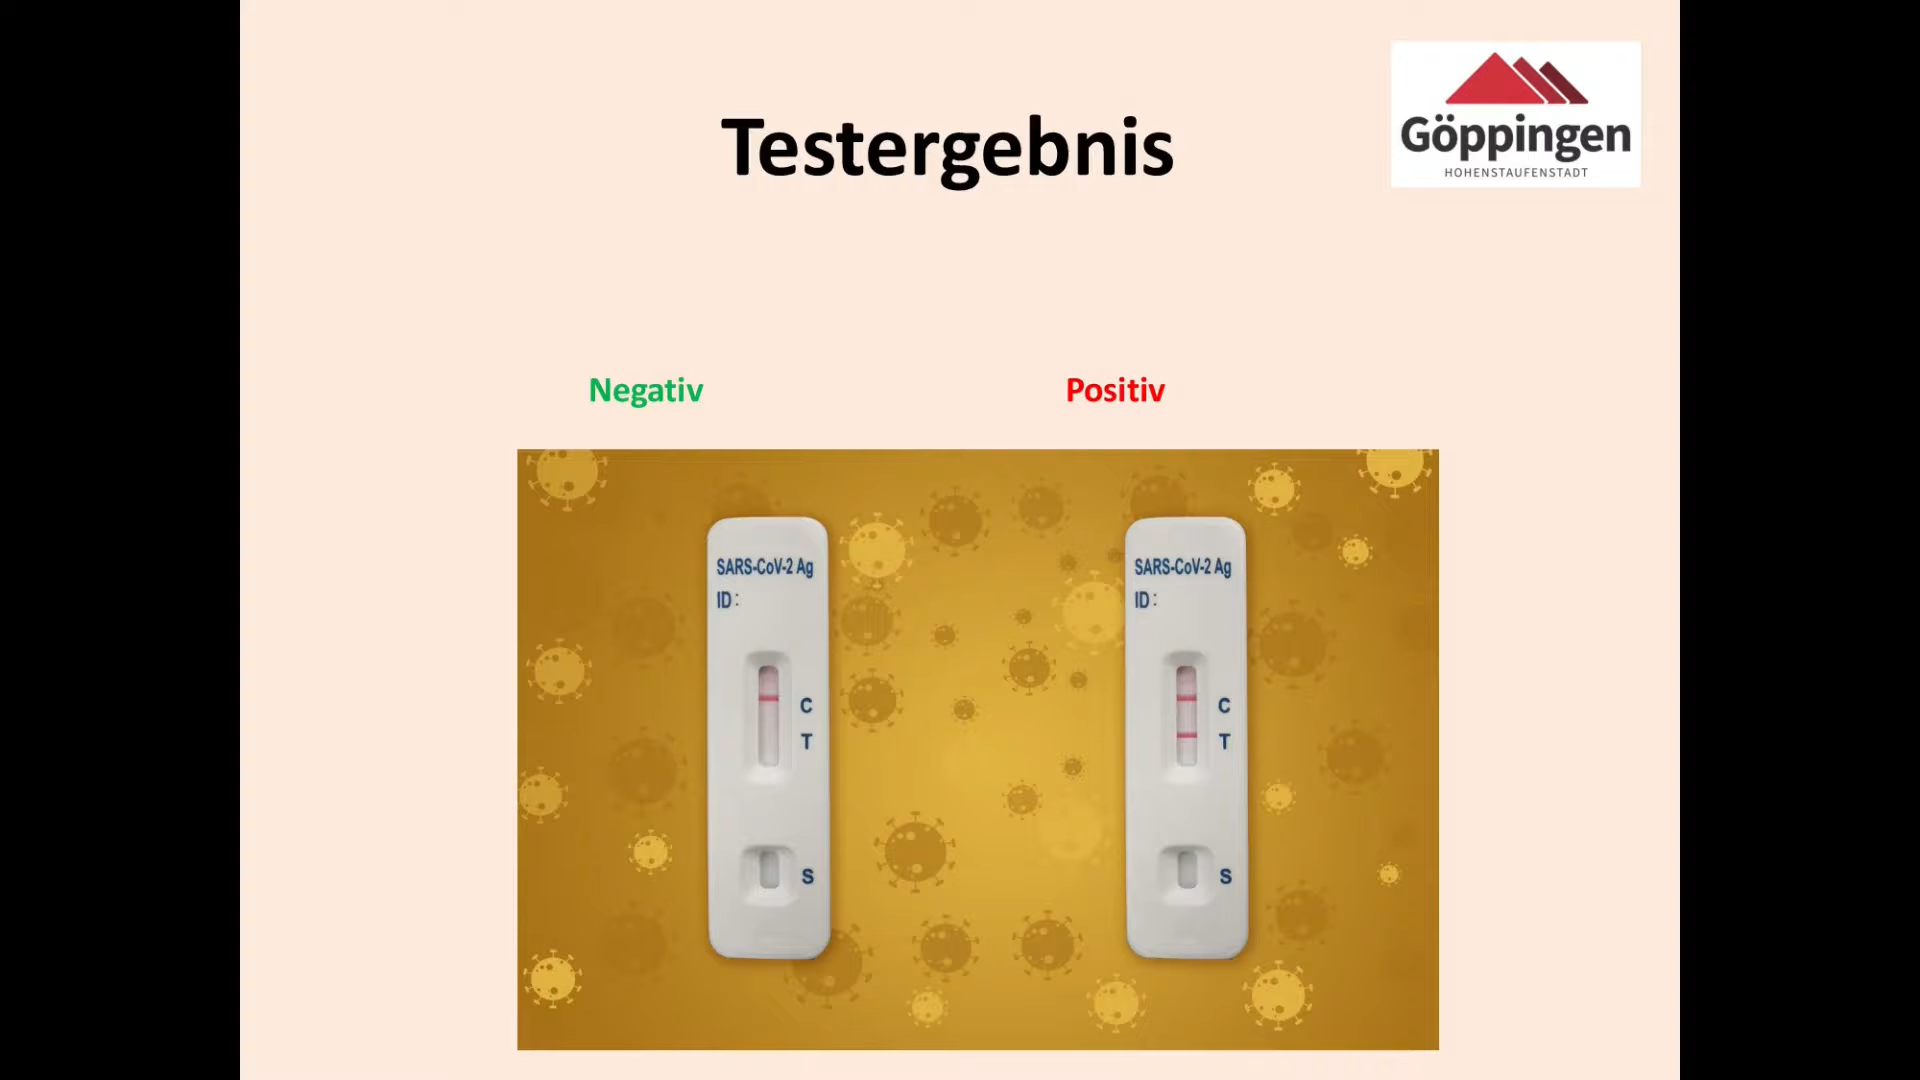 Testergebnis
Göppingen
HOHENSTAUFENSTADT
Negativ
Positiv
SARS-CoV-2 Ag
ID:
C
T
S
SARS-CoV-2 Ag
ID:
C
T
S